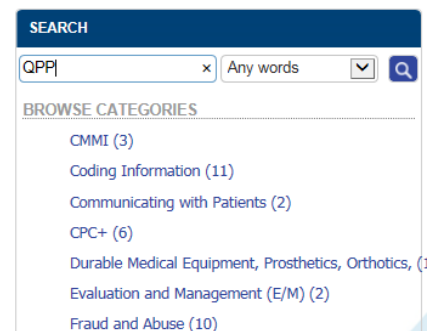 SEARCH
QPP × Any words
BROWSE CATEGORIES
CMMI (3)
Coding Information (11)
Communicating with Patients (2)
CPC+ (6)
Durable Medical Equipment, Prosthetics, Orthotics, (1
Evaluation and Management (E/M) (2)
Fraud and Abuse (10)